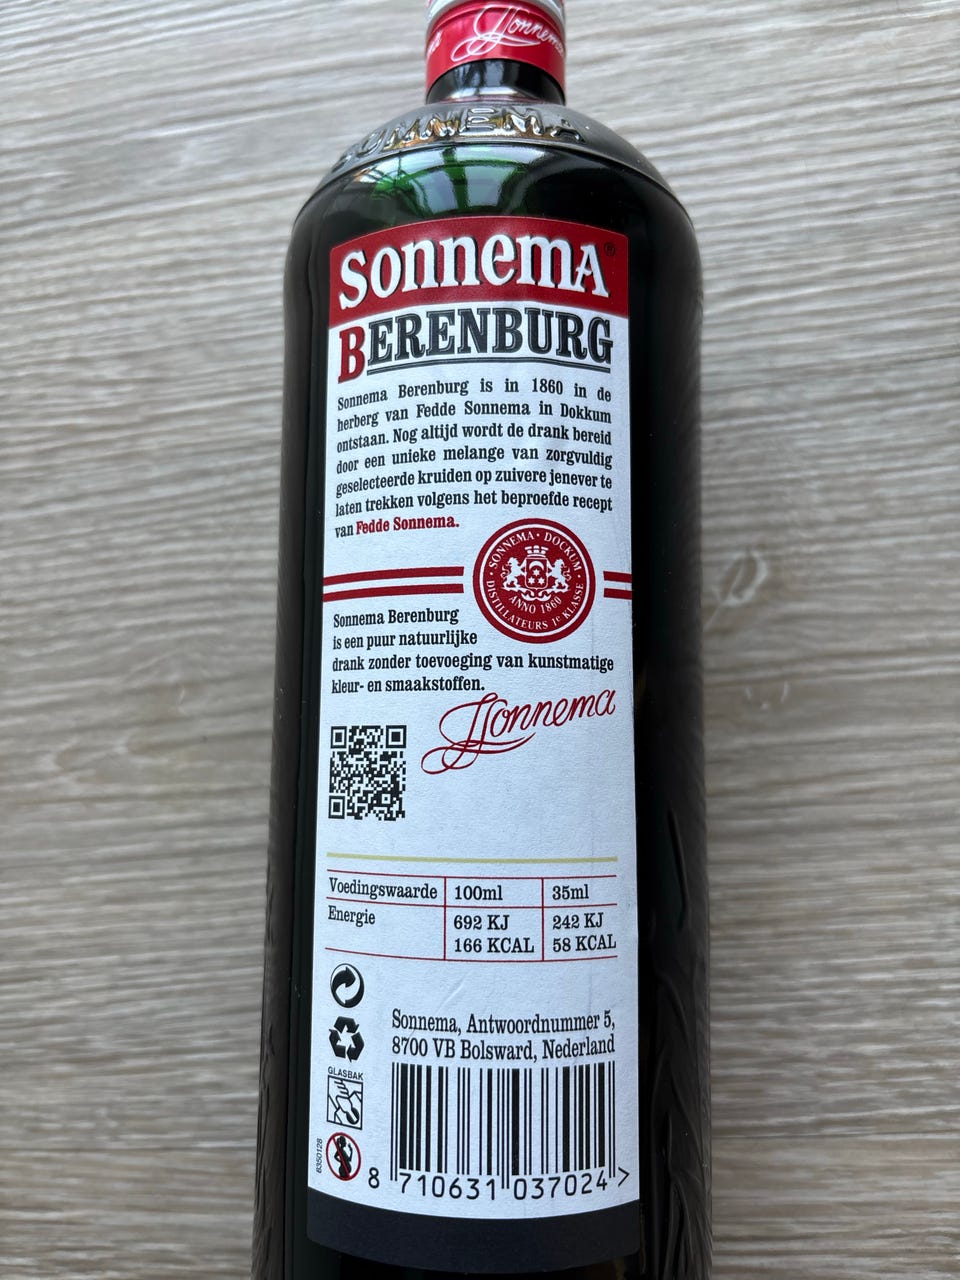 Sonnema
SONNEMA
Sonnema®
BERENBURG
Sonnema Berenburg is in 1860 in de
herberg van Fedde Sonnema in Dokkum
ontstaan. Nog altijd wordt de drank bereid
door een unieke melange van zorgvuldig
geselecteerde kruiden op zuivere jenever te
laten trekken volgens het beproefde recept
van Fedde Sonnema.
· SONNEMA · DOCKUM ·
DISTILLATEURS 1e KLASSE
ANNO 1860
Sonnema Berenburg
is een puur natuurlijke
drank zonder toevoeging van kunstmatige
kleur- en smaakstoffen.
Sonnema
Voedingswaarde 100ml 35ml
Energie 692 KJ 242 KJ
166 KCAL 58 KCAL
Sonnema, Antwoordnummer 5,
8700 VB Bolsward, Nederland
GLASBAK
6350128
8 710631 037024 >